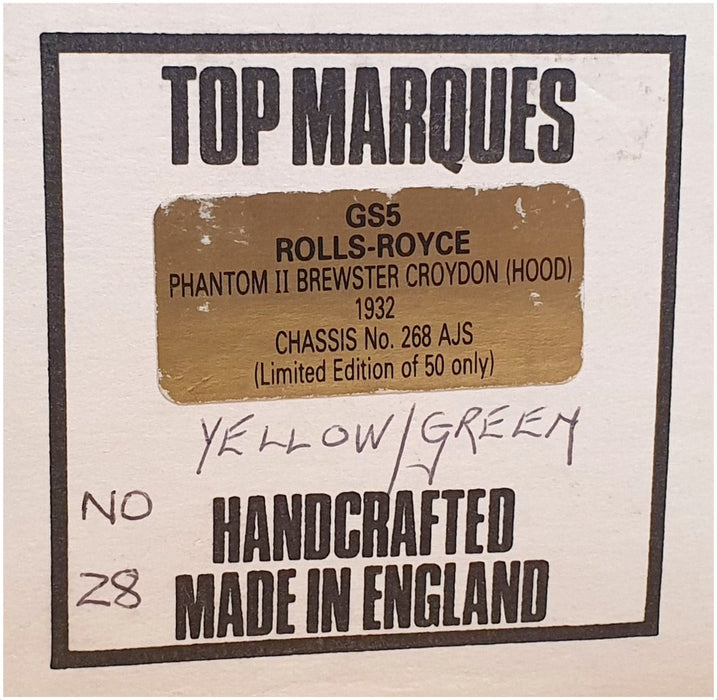 TOP MARQUES
GS5
ROLLS-ROYCE
PHANTOM II BREWSTER CROYDON (HOOD)
1932
CHASSIS No. 268 AJS
(Limited Edition of 50 only)
YELLOW/GREEN
NO
28
HANDCRAFTED
MADE IN ENGLAND